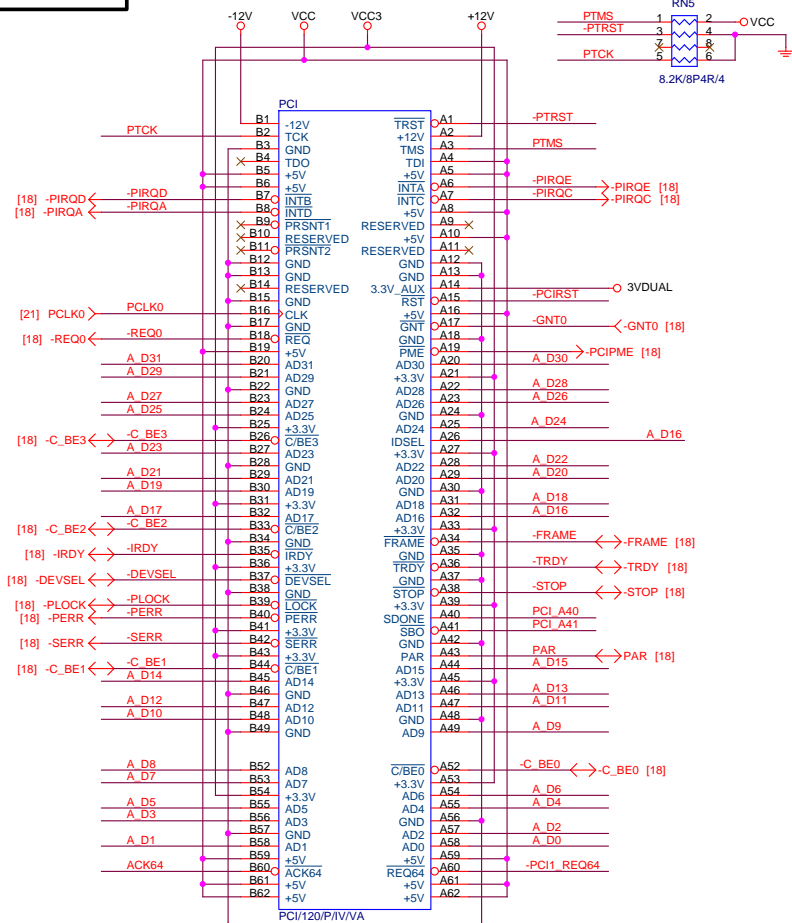 -12V VCC VCC3 +12V
RN5
PTMS 1 2 VCC
-PTRST 3 4
7 8
PTCK 5 6
8.2K/8P4R/4
PCI
B1 -12V TRST A1 -PTRST
PTCK B2 TCK +12V A2
B3 GND TMS A3 PTMS
B4 TDO TDI A4
B5 +5V +5V A5
[18] -PIRQD -PIRQD B6 +5V INTA A6 -PIRQE -PIRQE [18]
[18] -PIRQA -PIRQA B7 INTB INTC A7 -PIRQC -PIRQC [18]
B8 INTD +5V A8
B9 PRSNT1 RESERVED A9
B10 RESERVED +5V A10
B11 PRSNT2 RESERVED A11
B12 GND GND A12
B13 GND GND A13
B14 RESERVED 3.3V_AUX A14 3VDUAL
B15 GND RST A15 -PCIRST
[21] PCLK0 PCLK0 B16 CLK +5V A16
B17 GND GNT A17 -GNT0 -GNT0 [18]
[18] -REQ0 -REQ0 B18 REQ GND A18
B19 +5V PME A19 -PCIPME [18]
A_D31 B20 AD31 AD30 A20 A_D30
A_D29 B21 AD29 +3.3V A21
B22 GND AD28 A22 A_D28
A_D27 B23 AD27 AD26 A23 A_D26
A_D25 B24 AD25 GND A24
B25 +3.3V AD24 A25 A_D24
[18] -C_BE3 -C_BE3 B26 C/BE3 IDSEL A26 A_D16
A_D23 B27 AD23 +3.3V A27
B28 GND AD22 A28 A_D22
A_D21 B29 AD21 AD20 A29 A_D20
A_D19 B30 AD19 GND A30
B31 +3.3V AD18 A31 A_D18
A_D17 B32 AD17 AD16 A32 A_D16
[18] -C_BE2 -C_BE2 B33 C/BE2 +3.3V A33
B34 GND FRAME A34 -FRAME -FRAME [18]
[18] -IRDY -IRDY B35 IRDY GND A35
B36 +3.3V TRDY A36 -TRDY -TRDY [18]
[18] -DEVSEL -DEVSEL B37 DEVSEL GND A37
B38 GND STOP A38 -STOP -STOP [18]
[18] -PLOCK -PLOCK B39 LOCK +3.3V A39
[18] -PERR -PERR B40 PERR SDONE A40 PCI_A40
B41 +3.3V SBO A41 PCI_A41
[18] -SERR -SERR B42 SERR GND A42
B43 +3.3V PAR A43 PAR PAR [18]
[18] -C_BE1 -C_BE1 B44 C/BE1 AD15 A44 A_D15
A_D14 B45 AD14 +3.3V A45
B46 GND AD13 A46 A_D13
A_D12 B47 AD12 AD11 A47 A_D11
A_D10 B48 AD10 GND A48
B49 GND AD9 A49 A_D9
A_D8 B52 AD8 C/BE0 A52 -C_BE0 -C_BE0 [18]
A_D7 B53 AD7 +3.3V A53
B54 +3.3V AD6 A54 A_D6
A_D5 B55 AD5 AD4 A55 A_D4
A_D3 B56 AD3 GND A56
B57 GND AD2 A57 A_D2
A_D1 B58 AD1 AD0 A58 A_D0
B59 +5V +5V A59
ACK64 B60 ACK64 REQ64 A60 -PCI1_REQ64
B61 +5V +5V A61
B62 +5V +5V A62
PCI/120/P/IV/VA